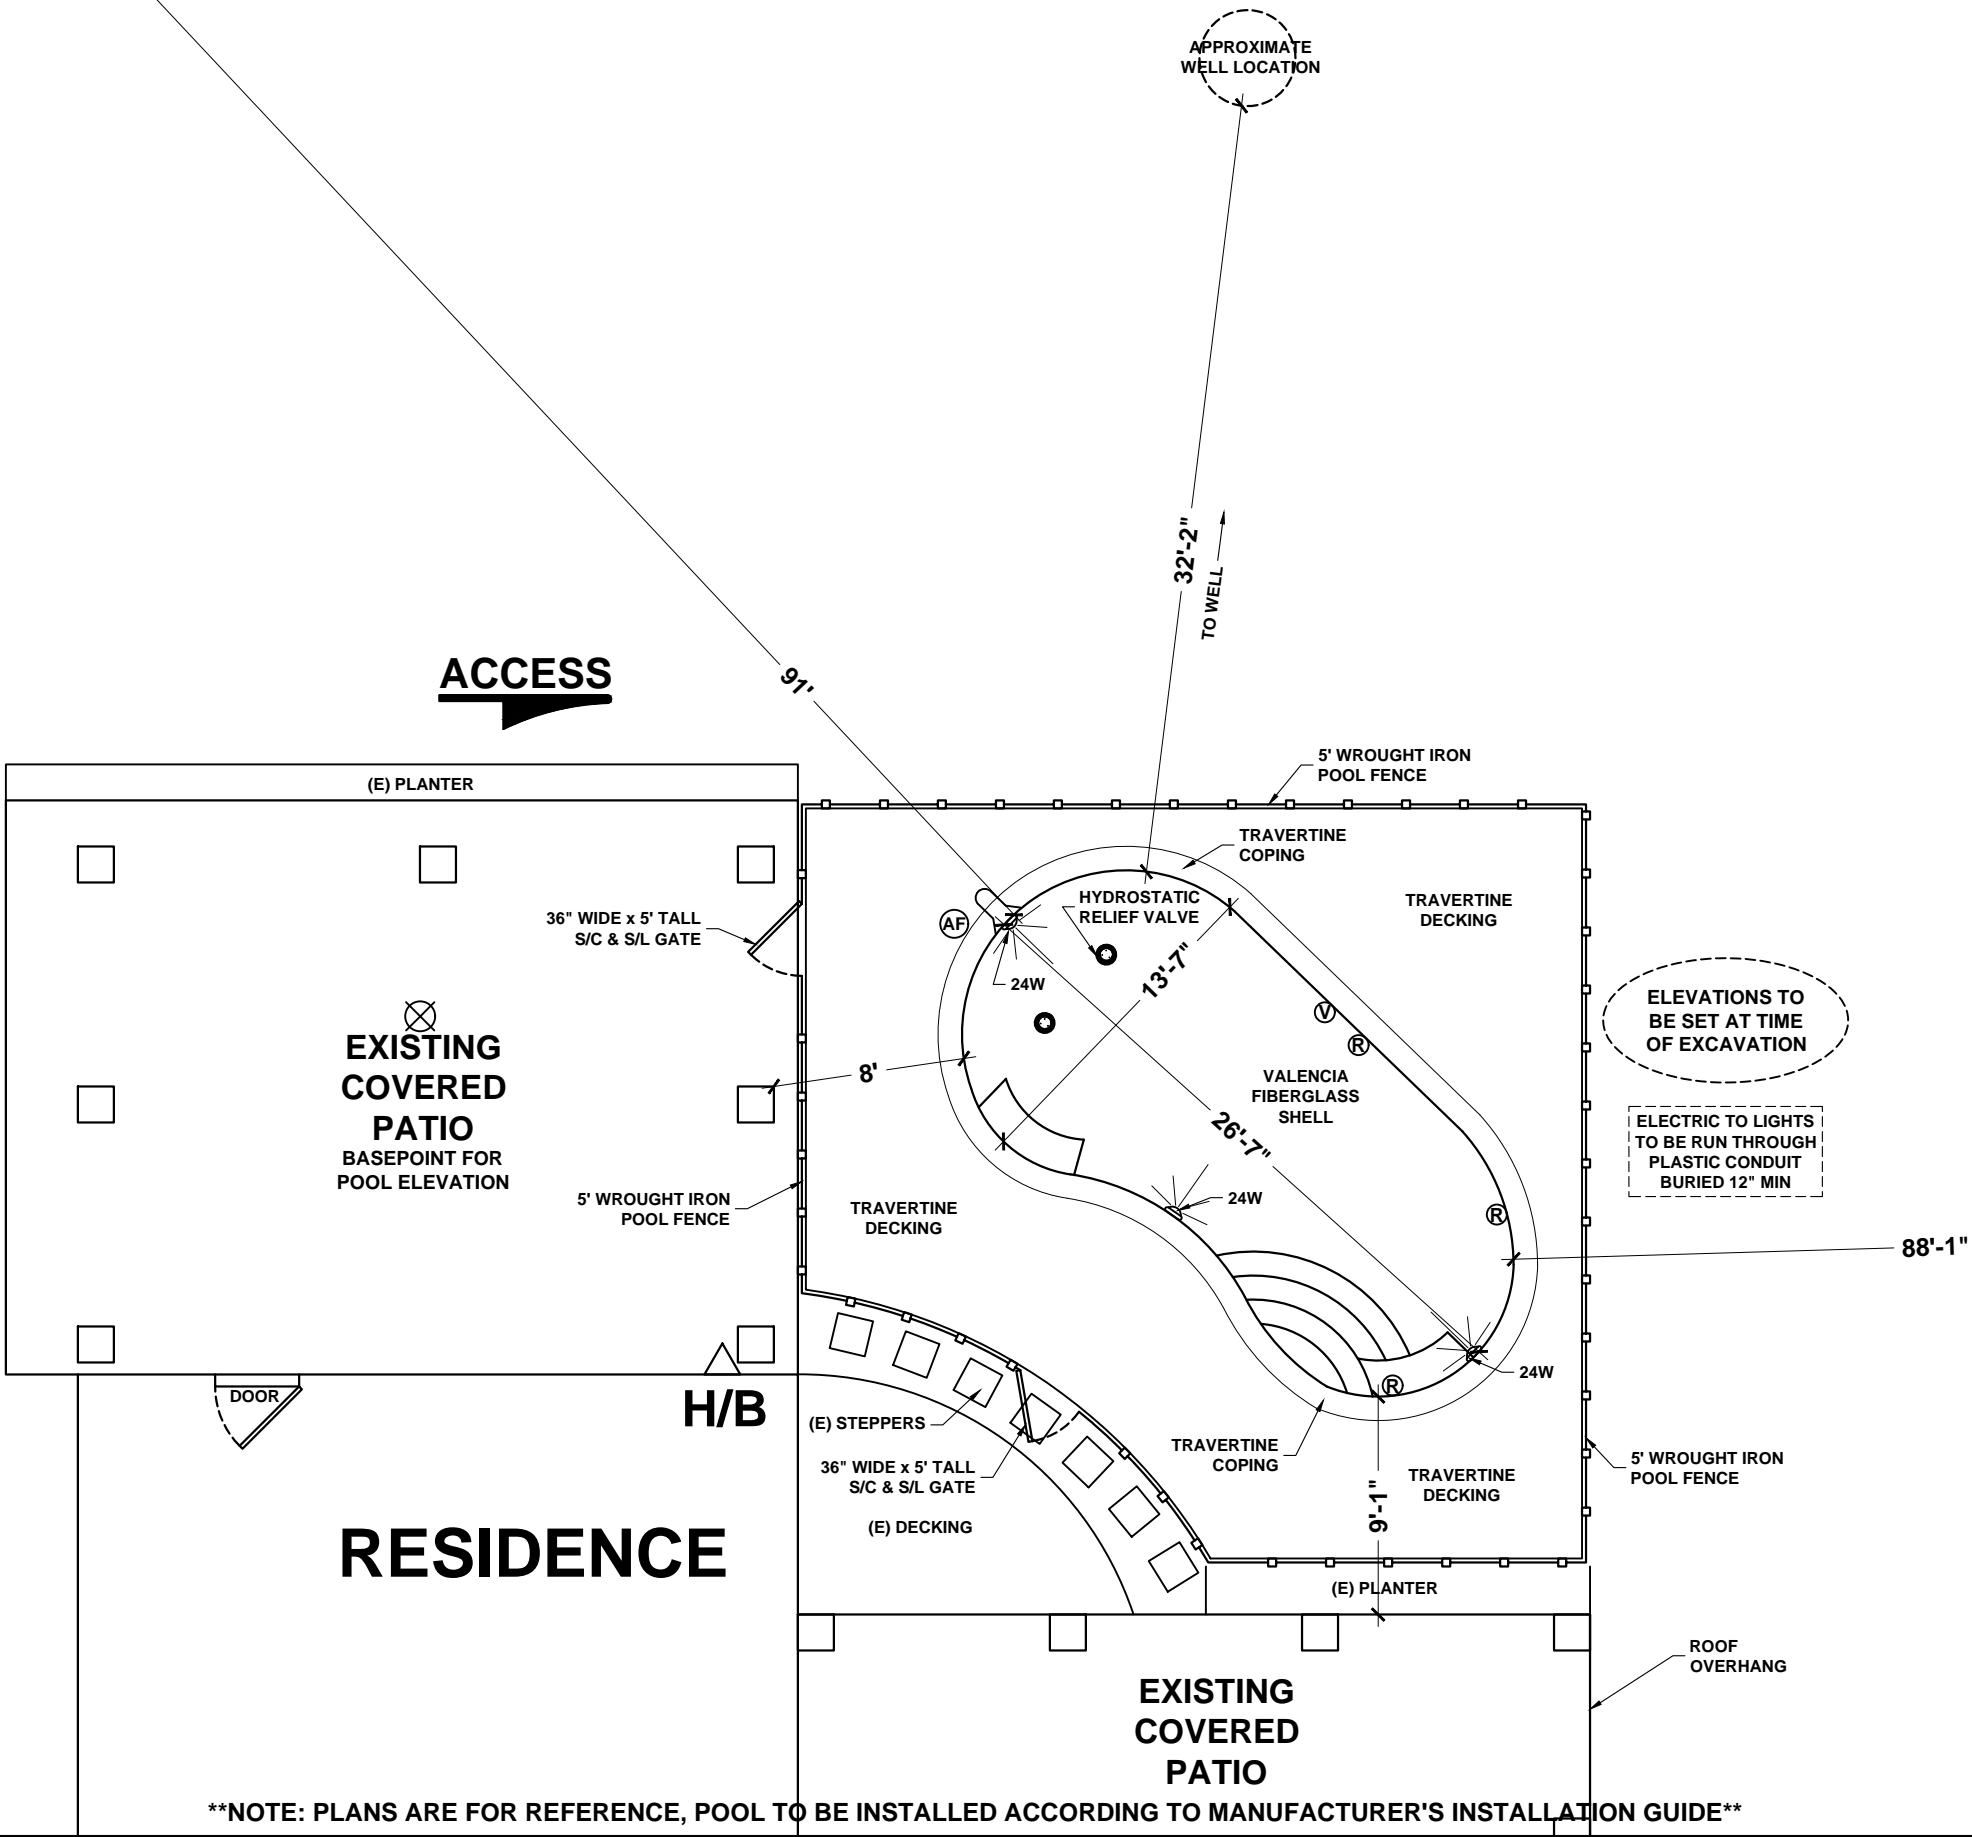 APPROXIMATE
WELL LOCATION
32'-2"
TO WELL
91'
ACCESS
5' WROUGHT IRON
POOL FENCE
(E) PLANTER
TRAVERTINE
COPING
HYDROSTATIC
RELIEF VALVE
TRAVERTINE
DECKING
36" WIDE x 5' TALL
S/C & S/L GATE
AF
24W
13'-7"
V
R
ELEVATIONS TO
BE SET AT TIME
OF EXCAVATION
EXISTING
COVERED
PATIO
BASEPOINT FOR
POOL ELEVATION
8'
VALENCIA
FIBERGLASS
SHELL
26'-7"
ELECTRIC TO LIGHTS
TO BE RUN THROUGH
PLASTIC CONDUIT
BURIED 12" MIN
5' WROUGHT IRON
POOL FENCE
TRAVERTINE
DECKING
24W
R
88'-1"
24W
R
DOOR
H/B
(E) STEPPERS
36" WIDE x 5' TALL
S/C & S/L GATE
(E) DECKING
TRAVERTINE
COPING
9'-1"
TRAVERTINE
DECKING
5' WROUGHT IRON
POOL FENCE
RESIDENCE
(E) PLANTER
ROOF
OVERHANG
EXISTING
COVERED
PATIO
**NOTE: PLANS ARE FOR REFERENCE, POOL TO BE INSTALLED ACCORDING TO MANUFACTURER'S INSTALLATION GUIDE**